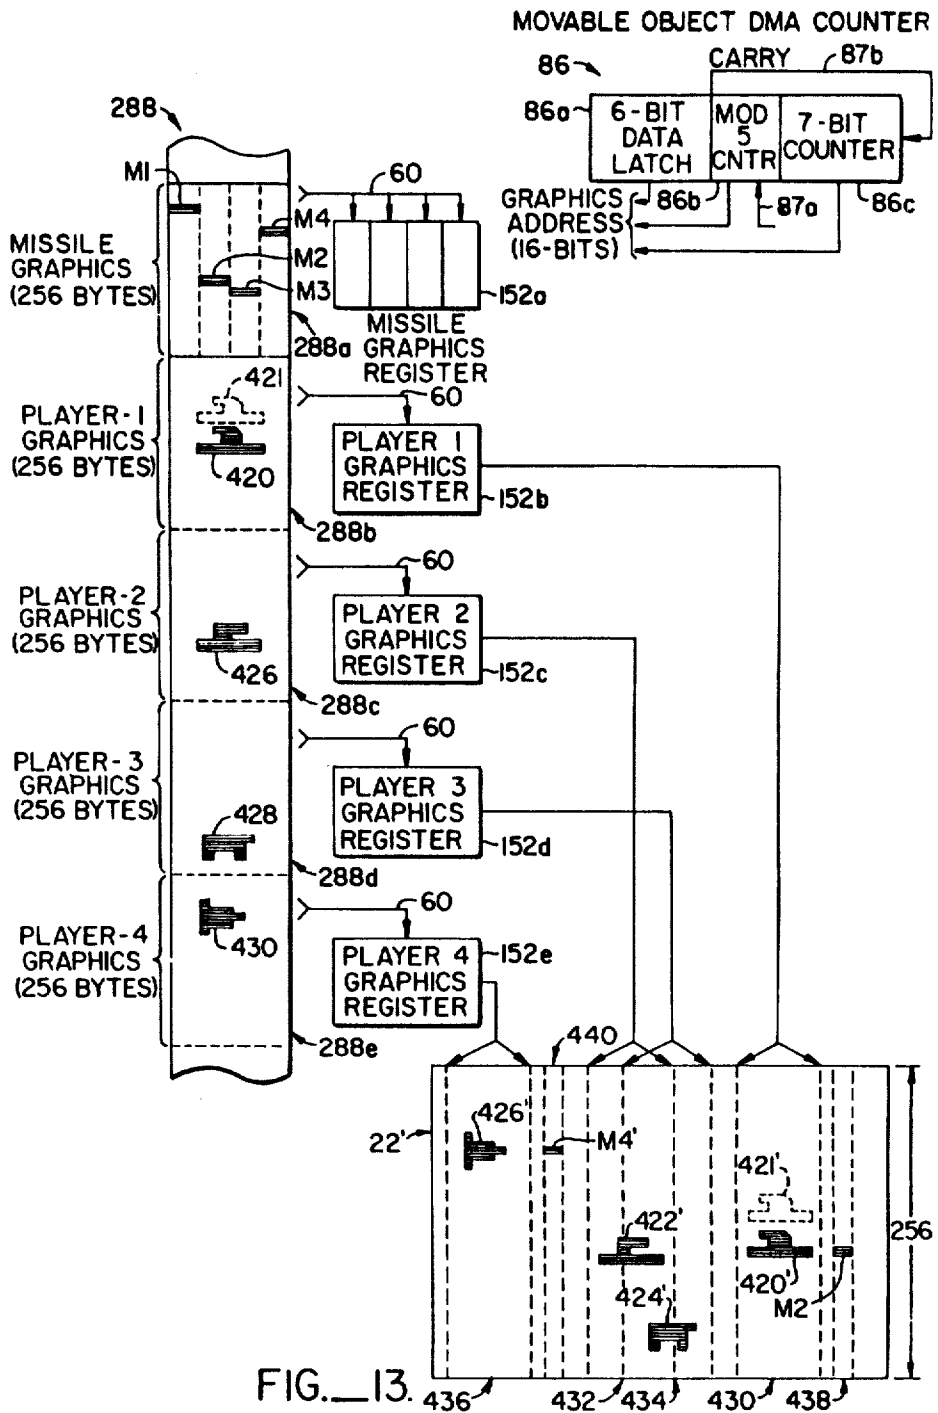 MOVABLE OBJECT DMA COUNTER
86
CARRY
87b
86a
6-BIT
DATA
LATCH
MOD
5
CNTR
7-BIT
COUNTER
GRAPHICS
ADDRESS
(16-BITS)
86b
87a
86c
288
M1
M4
M2
M3
MISSILE
GRAPHICS
(256 BYTES)
288a
60
152a
MISSILE
GRAPHICS
REGISTER
PLAYER-1
GRAPHICS
(256 BYTES)
421
420
288b
60
PLAYER 1
GRAPHICS
REGISTER
152b
PLAYER-2
GRAPHICS
(256 BYTES)
426
288c
60
PLAYER 2
GRAPHICS
REGISTER
152c
PLAYER-3
GRAPHICS
(256 BYTES)
428
288d
60
PLAYER 3
GRAPHICS
REGISTER
152d
PLAYER-4
GRAPHICS
(256 BYTES)
430
288e
60
PLAYER 4
GRAPHICS
REGISTER
152e
440
22'
426'
M4'
421'
422'
420'
M2
424'
256
436
432
434
430
438
FIG._13.